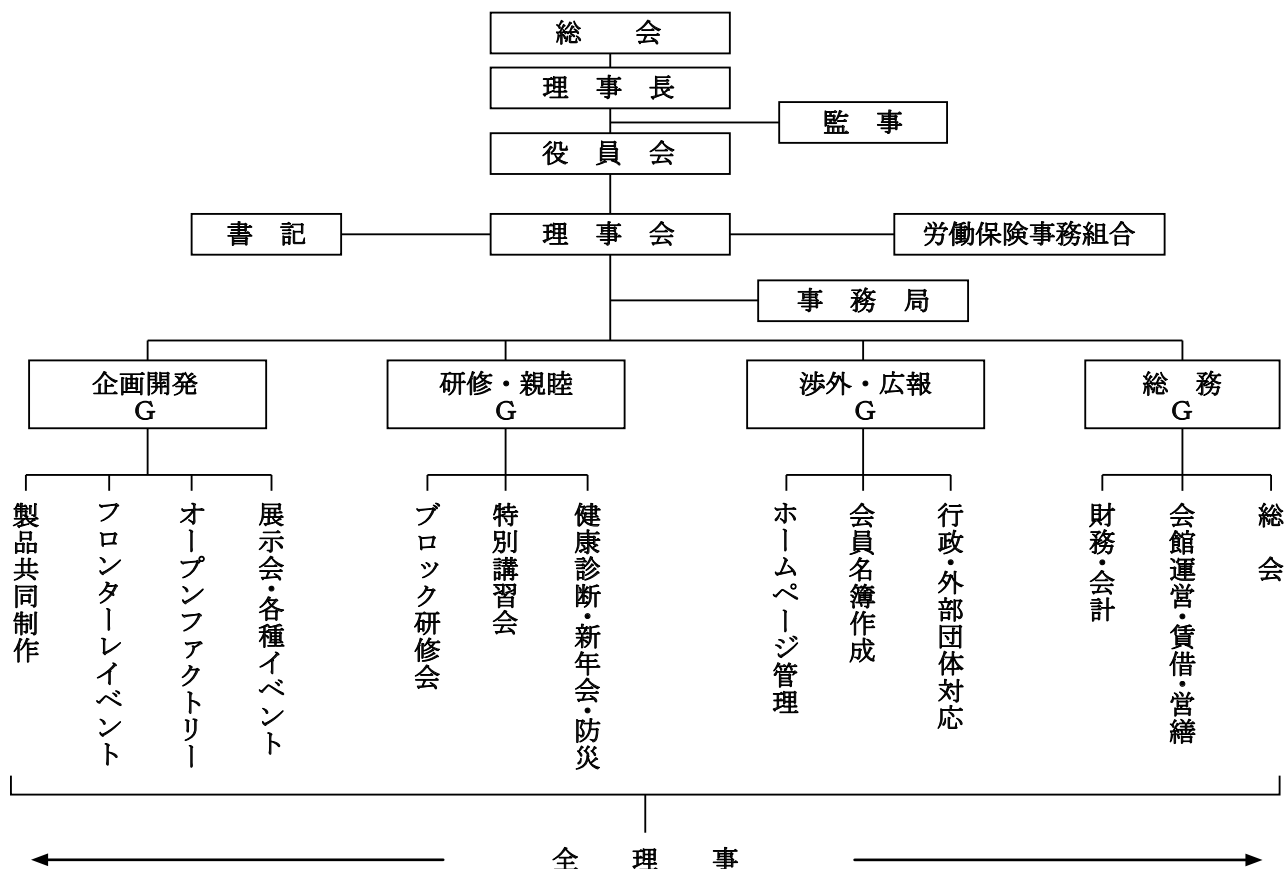 総　会
理　事　長
監　事
役　員　会
書　記
理　事　会
労働保険事務組合
事　務　局
企画開発
G
研修・親睦
G
渉外・広報
G
総　務
G
製品共同制作
フロンターレイベント
オープンファクトリー
展示会・各種イベント
ブロック研修会
特別講習会
健康診断・新年会・防災
ホームページ管理
会員名簿作成
行政・外部団体対応
財務・会計
会館運営・賃借・営繕
総　会
全　理　事